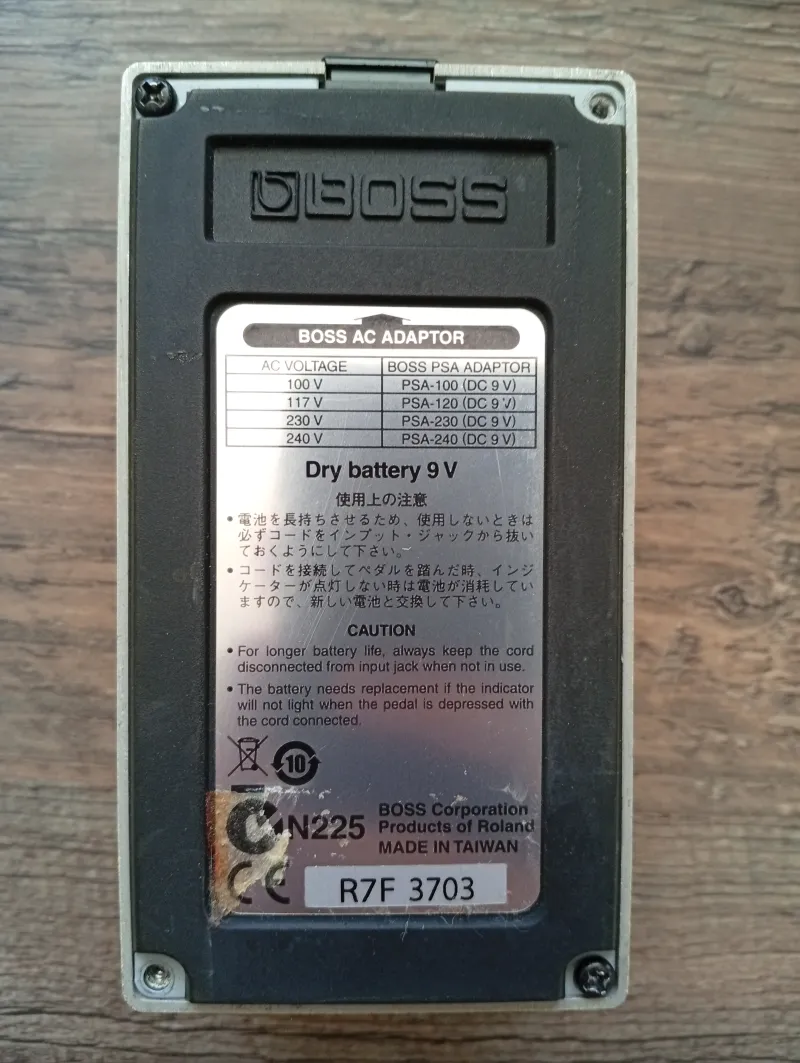 BOSS
BOSS AC ADAPTOR
AC VOLTAGE BOSS PSA ADAPTOR
100 V PSA-100 (DC 9 V)
117 V PSA-120 (DC 9 V)
230 V PSA-230 (DC 9 V)
240 V PSA-240 (DC 9 V)
Dry battery 9 V
使用上の注意
• 電池を長持ちさせるため、使用しないときは
必ずコードをインプット・ジャックから抜い
ておくようにして下さい。
• コードを接続してペダルを踏んだ時、インジ
ケーターが点灯しない時は電池が消耗してい
ますので、新しい電池と交換して下さい。
CAUTION
• For longer battery life, always keep the cord
disconnected from input jack when not in use.
• The battery needs replacement if the indicator
will not light when the pedal is depressed with
the cord connected.
10
N225
BOSS Corporation
Products of Roland
MADE IN TAIWAN
CE
R7F 3703